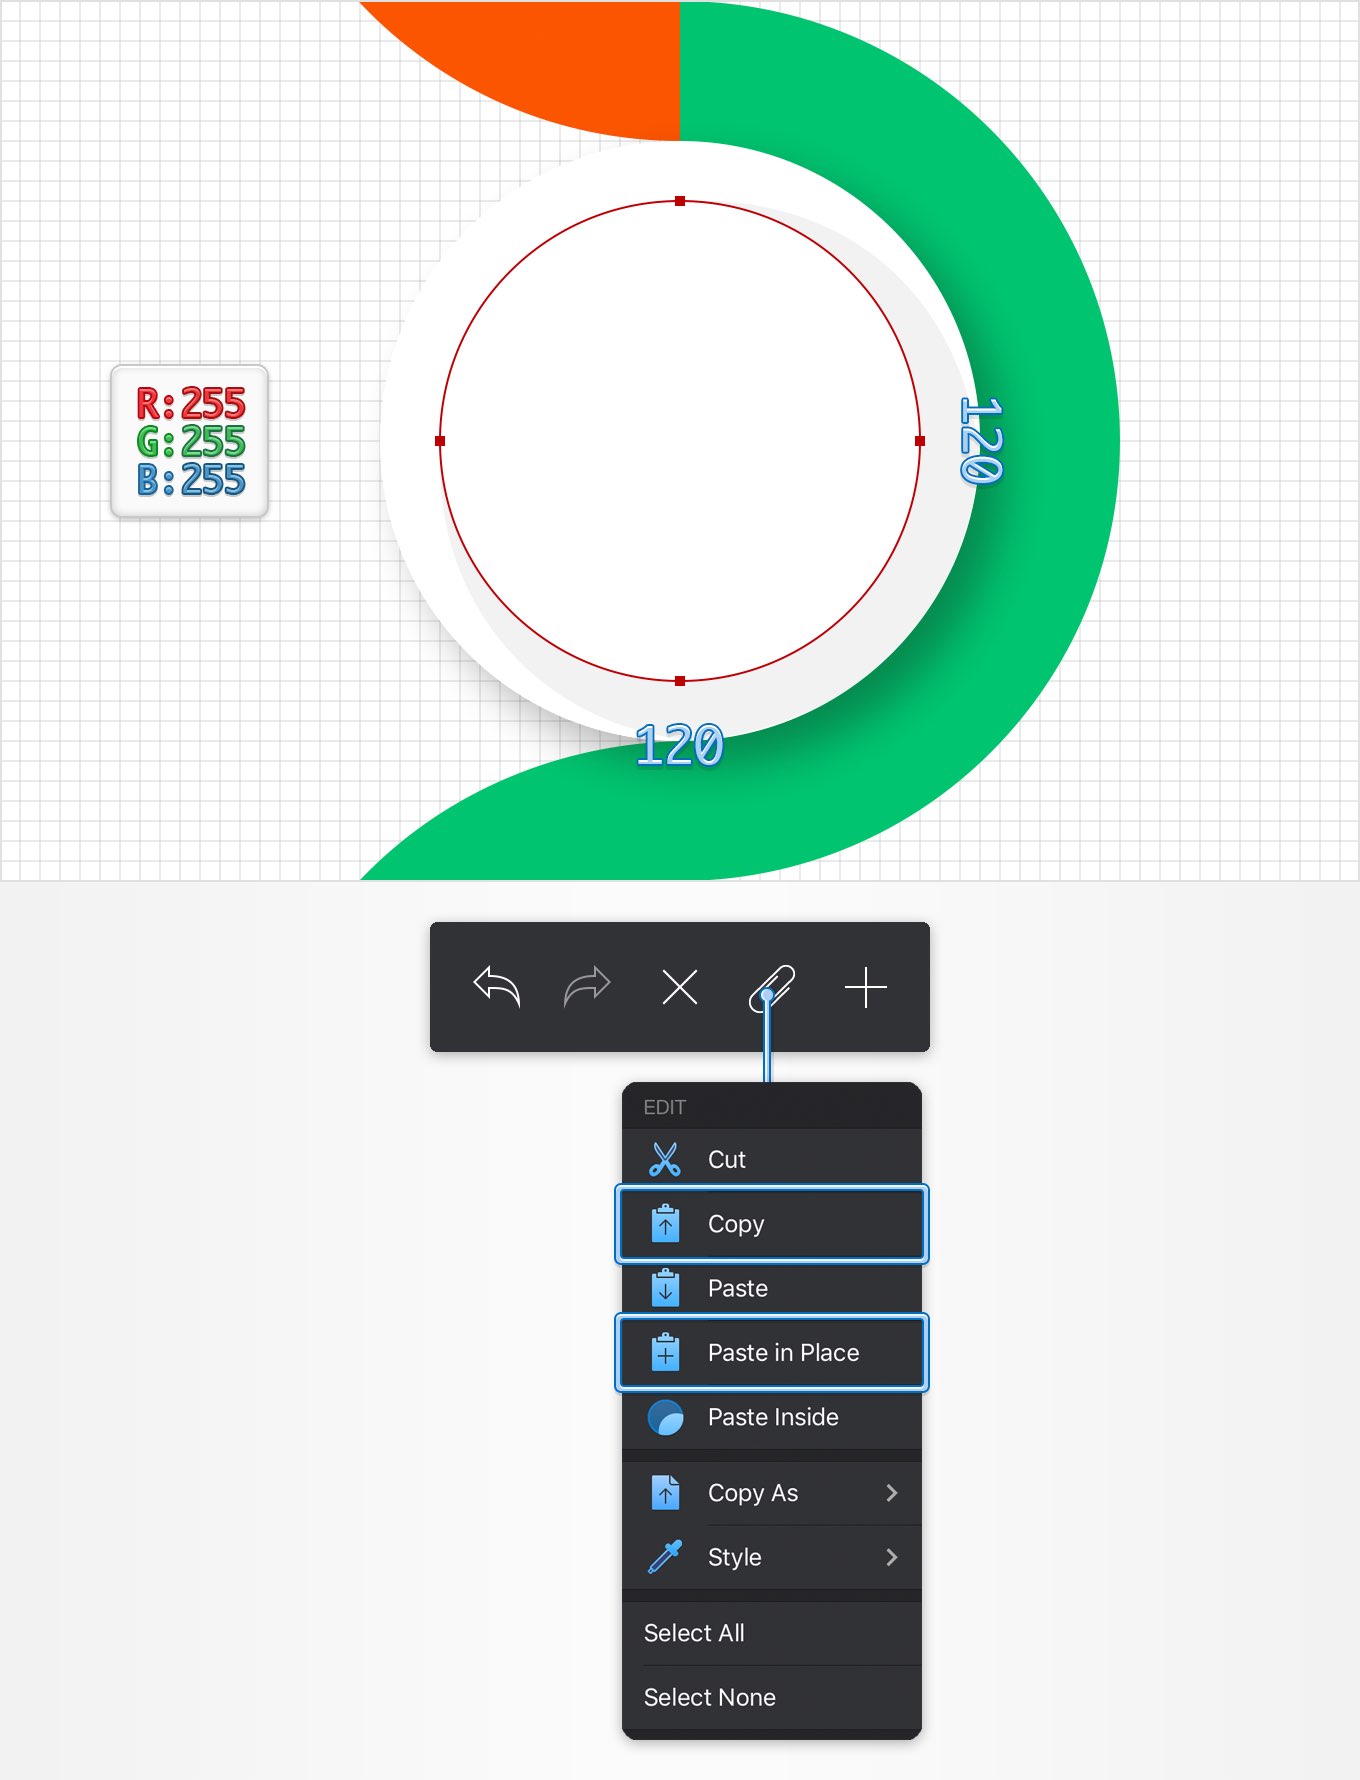 R:255
G:255
B:255
120
120
EDIT
Cut
Copy
Paste
Paste in Place
Paste Inside
Copy As
Style
Select All
Select None